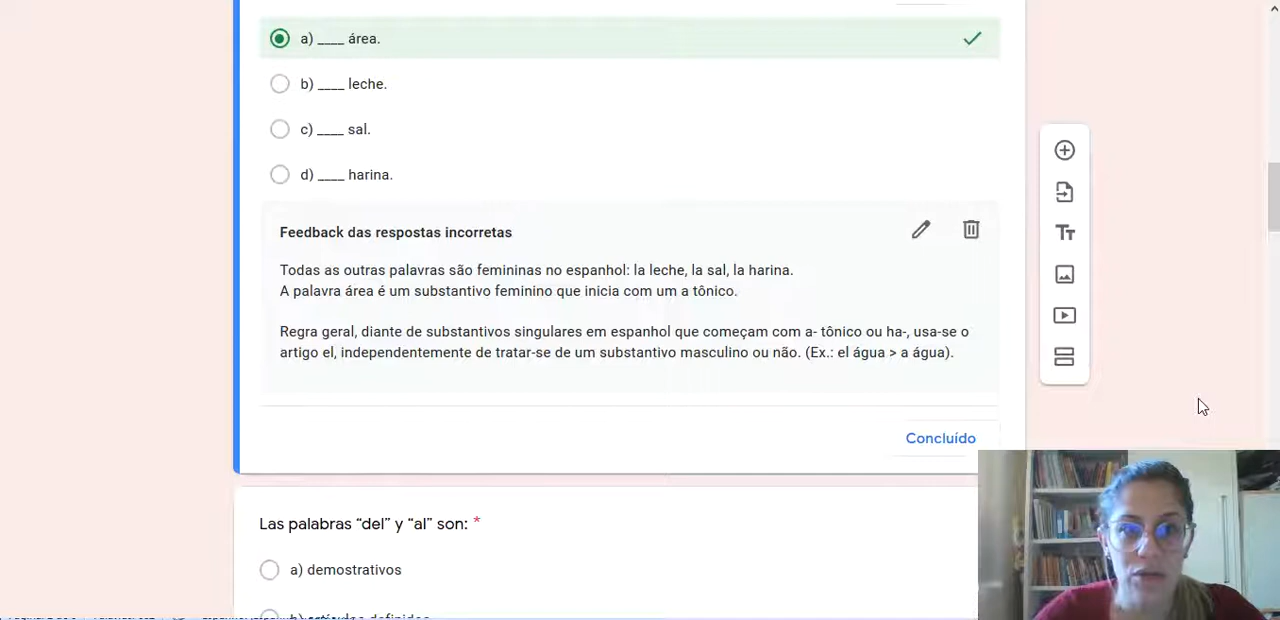 a) ____ área.
b) ____ leche.
c) ____ sal.
d) ____ harina.
Feedback das respostas incorretas
Todas as outras palavras são femininas no espanhol: la leche, la sal, la harina.
A palavra área é um substantivo feminino que inicia com um a tônico.
Regra geral, diante de substantivos singulares em espanhol que começam com a- tônico ou ha-, usa-se o
artigo el, independentemente de tratar-se de um substantivo masculino ou não. (Ex.: el água > a água).
Concluído
Las palabras “del” y “al” son: *
a) demostrativos
b) artículos definidos